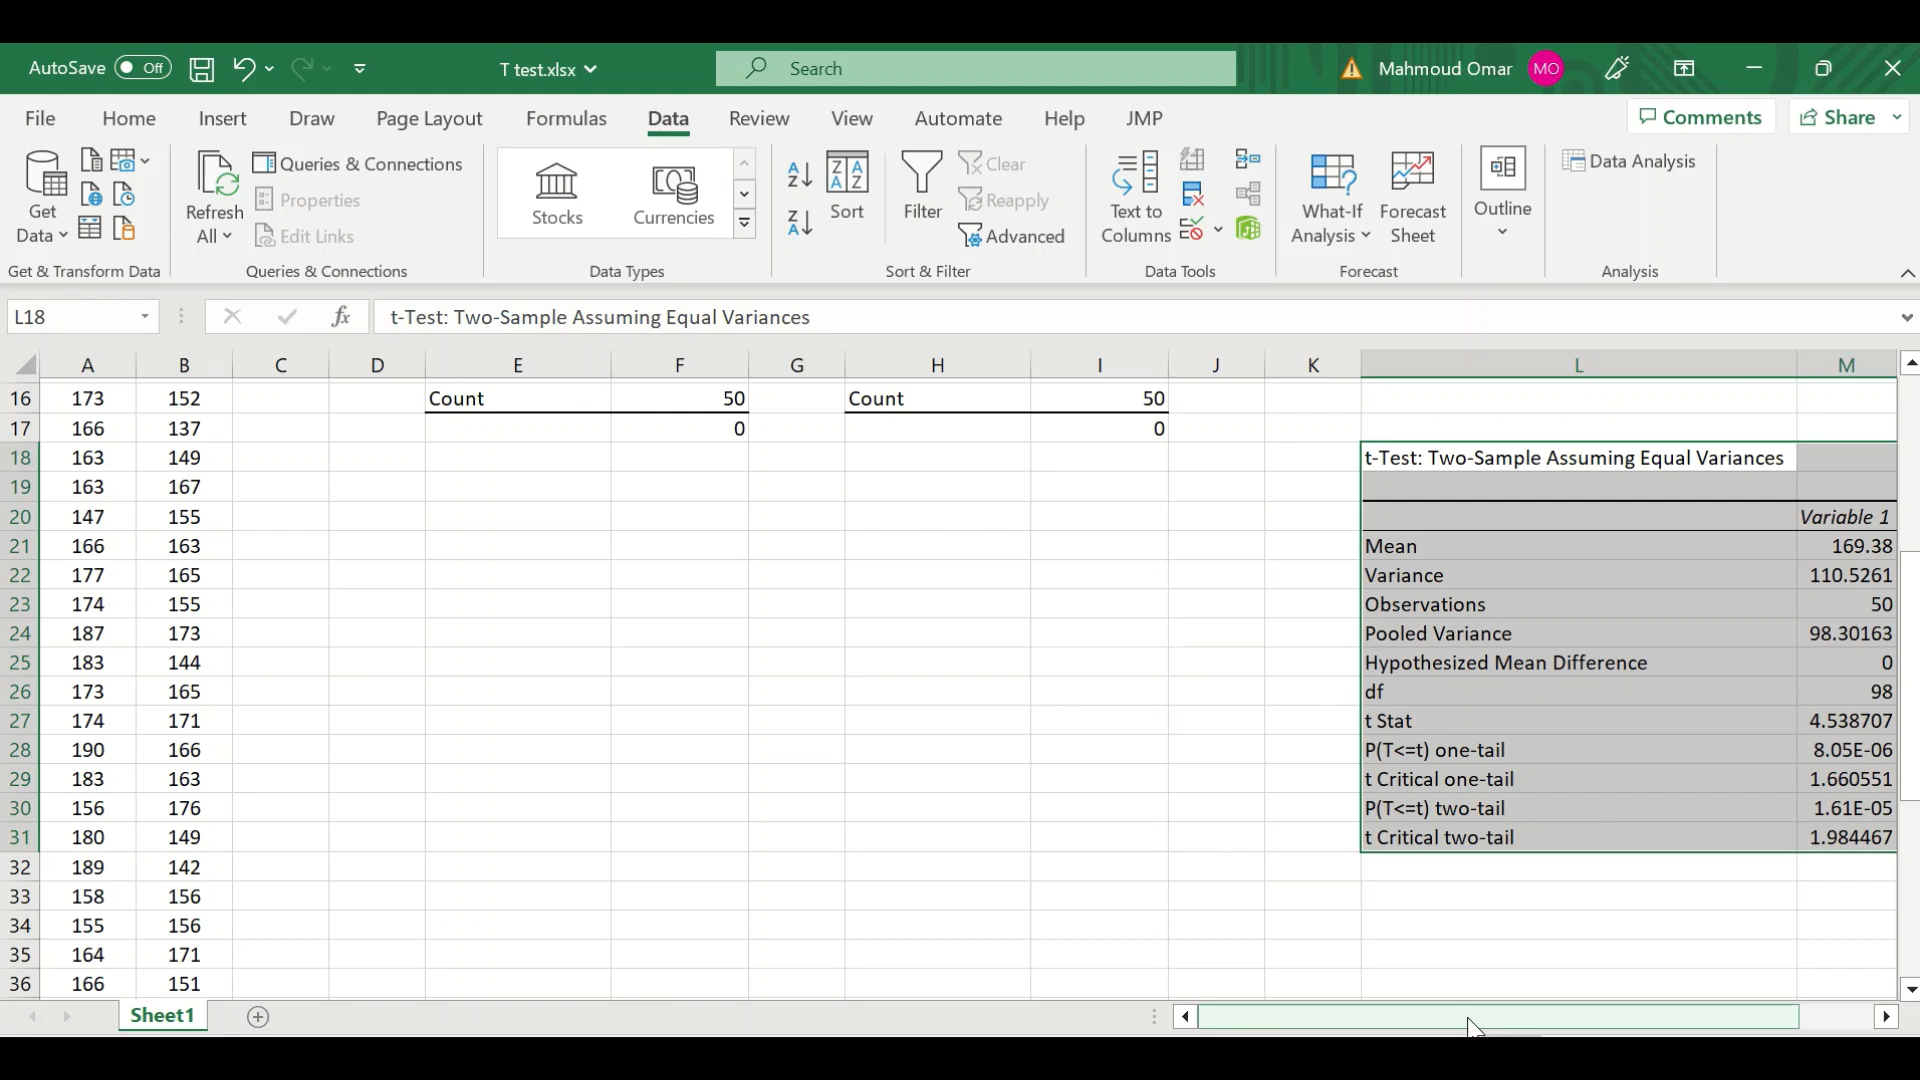 AutoSave Off T test.xlsx Search Mahmoud Omar MO
File Home Insert Draw Page Layout Formulas Data Review View Automate Help JMP Comments Share
Get Data
Refresh All
Queries & Connections
Properties
Edit Links
Stocks
Currencies
Sort
Filter
Clear
Reapply
Advanced
Text to Columns
What-If Analysis
Forecast Sheet
Outline
Data Analysis
Get & Transform Data Queries & Connections Data Types Sort & Filter Data Tools Forecast Analysis
L18 fx t-Test: Two-Sample Assuming Equal Variances
A B C D E F G H I J K L M
16 173 152 Count 50 Count 50
17 166 137 0 0
18 163 149 t-Test: Two-Sample Assuming Equal Variances
19 163 167
20 147 155 Variable 1
21 166 163 Mean 169.38
22 177 165 Variance 110.5261
23 174 155 Observations 50
24 187 173 Pooled Variance 98.30163
25 183 144 Hypothesized Mean Difference 0
26 173 165 df 98
27 174 171 t Stat 4.538707
28 190 166 P(T<=t) one-tail 8.05E-06
29 183 163 t Critical one-tail 1.660551
30 156 176 P(T<=t) two-tail 1.61E-05
31 180 149 t Critical two-tail 1.984467
32 189 142
33 158 156
34 155 156
35 164 171
36 166 151
Sheet1